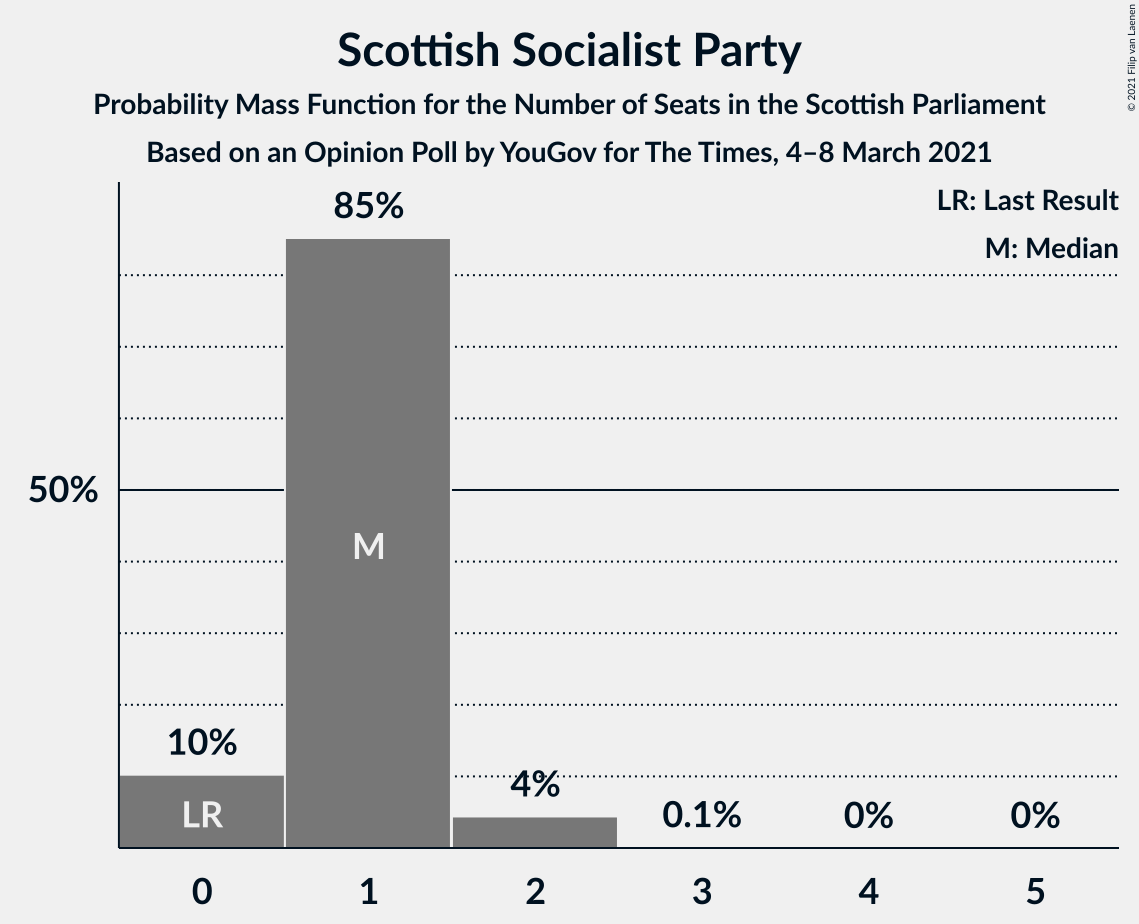 Scottish Socialist Party
Probability Mass Function for the Number of Seats in the Scottish Parliament
Based on an Opinion Poll by YouGov for The Times, 4–8 March 2021
© 2021 Filip van Laenen
LR: Last Result
M: Median
85%
50%
M
10%
LR
4%
0.1%
0%
0%
0
1
2
3
4
5